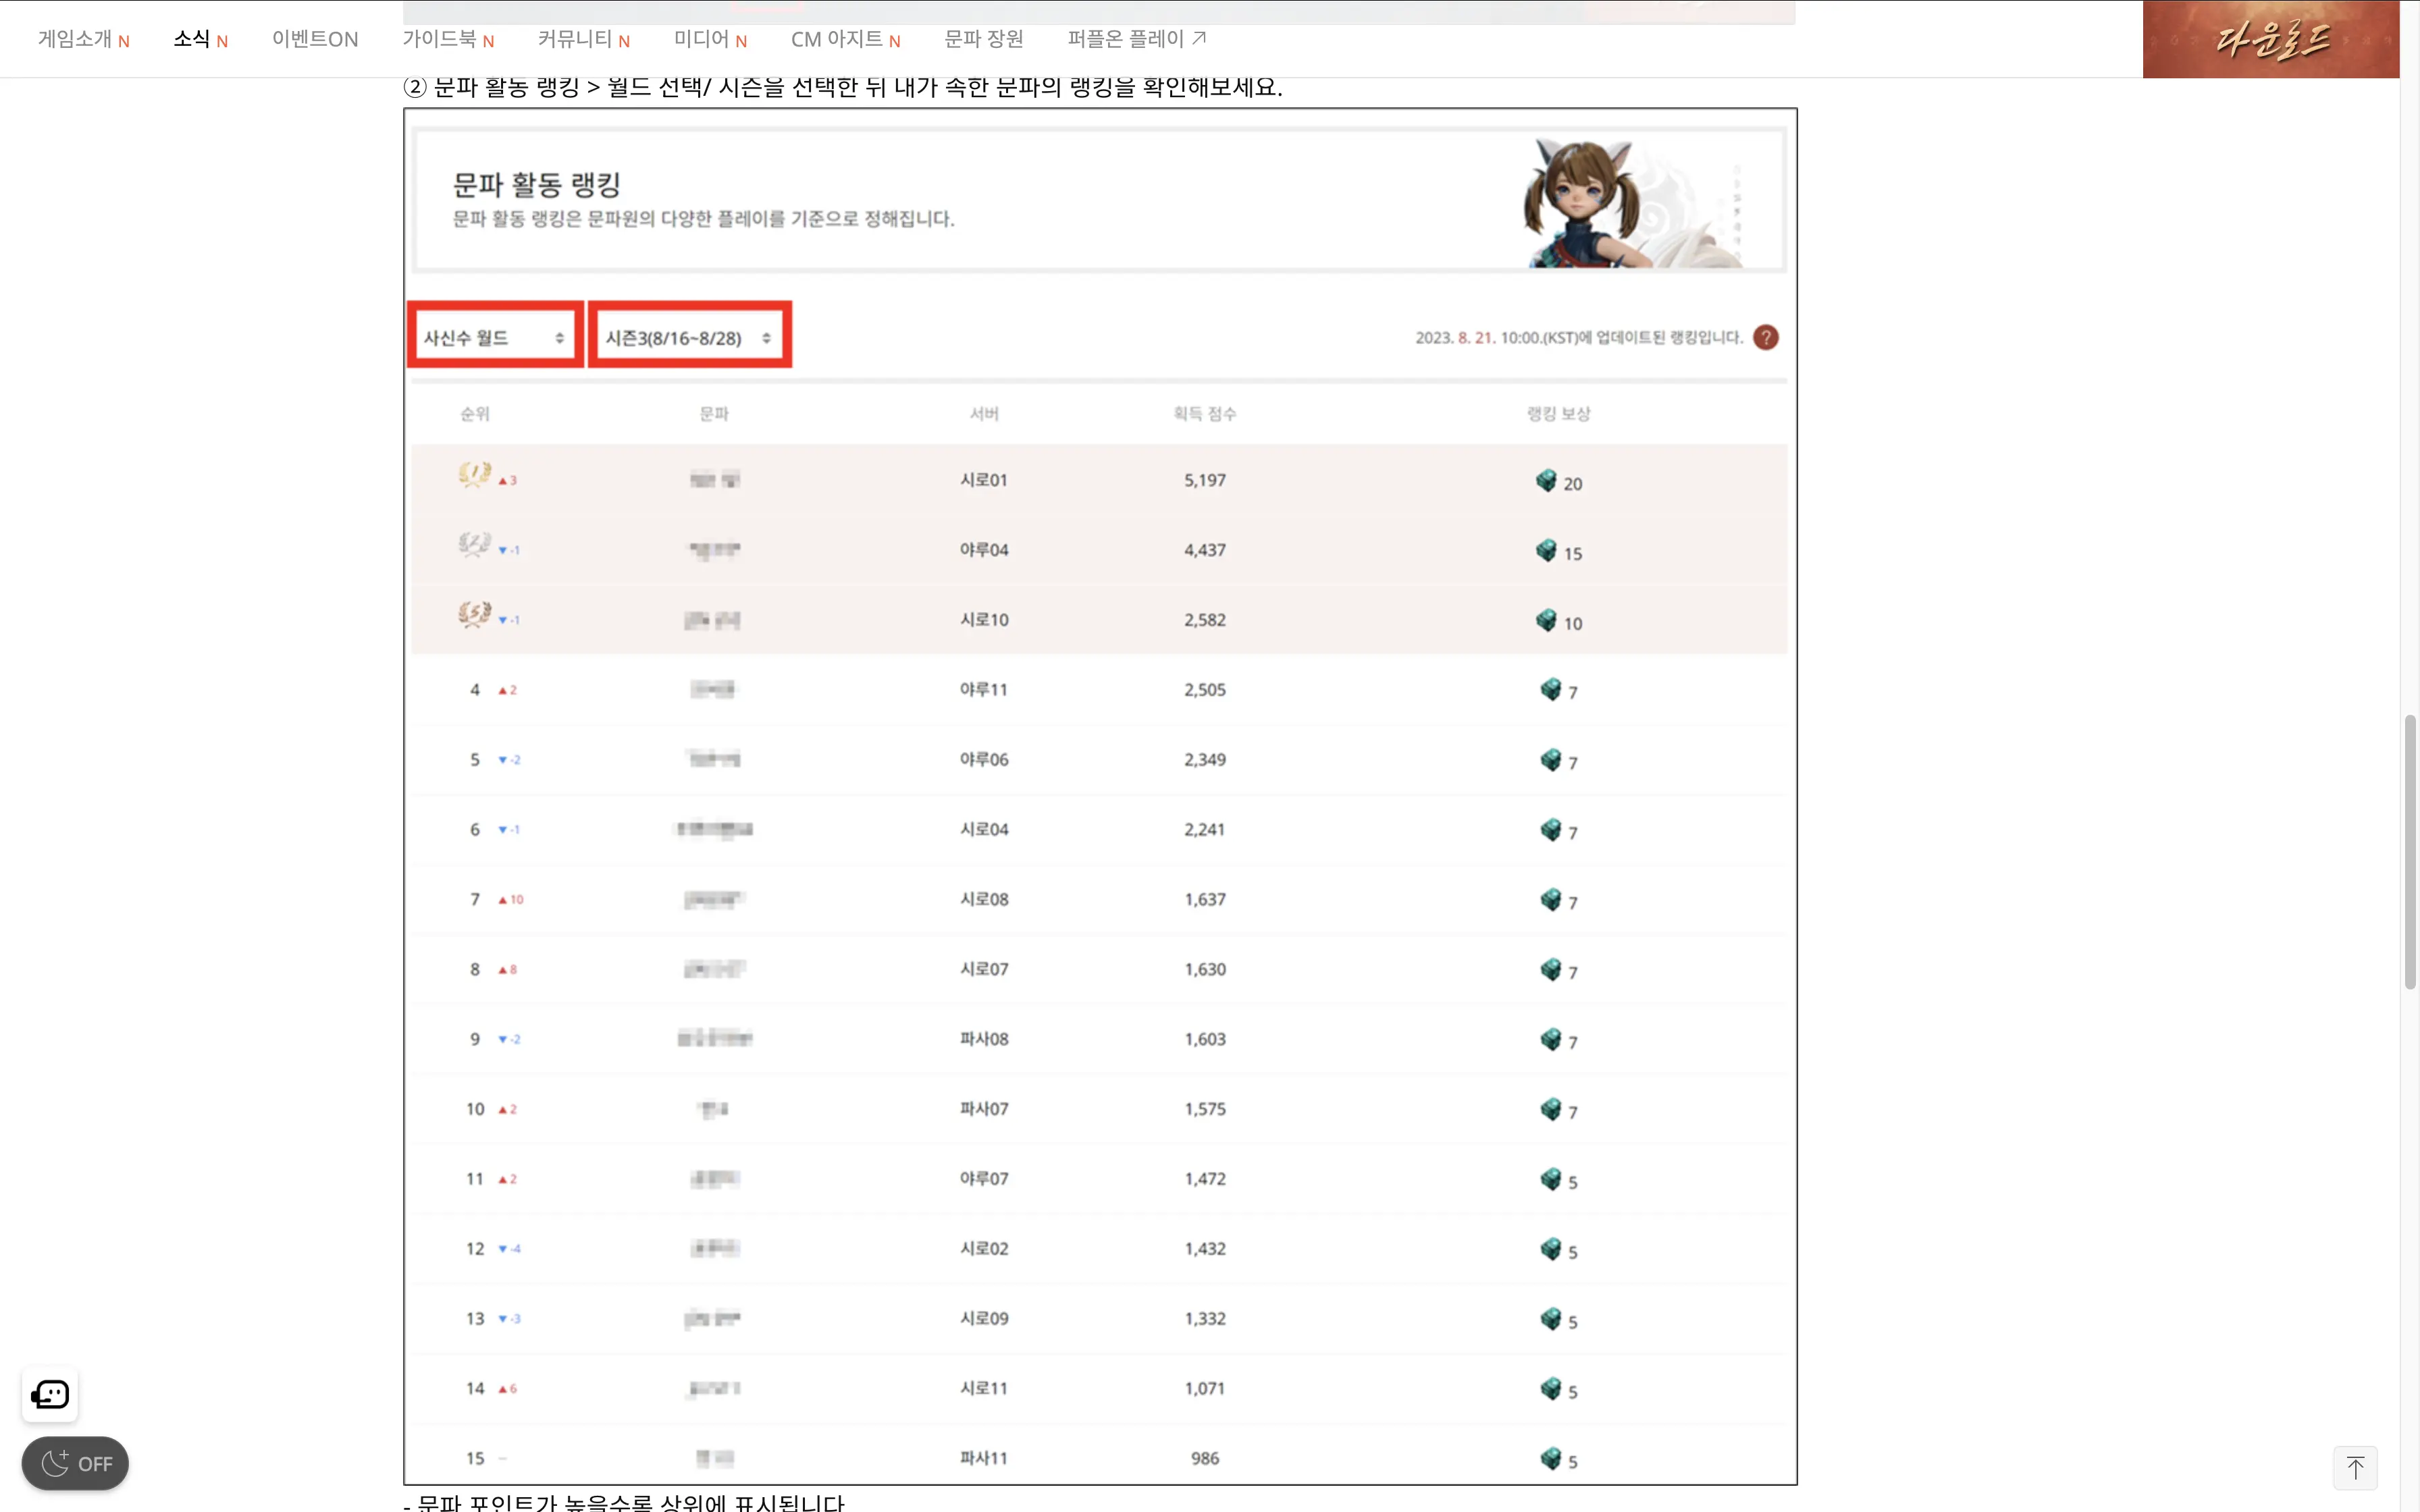 게임소개 N 소식 N 이벤트ON 가이드북 N 커뮤니티 N 미디어 N CM 아지트 N 문파 장원 퍼플온 플레이
다운로드
② 문파 활동 랭킹 > 월드 선택/ 시즌을 선택한 뒤 내가 속한 문파의 랭킹을 확인해보세요.
문파 활동 랭킹
문파 활동 랭킹은 문파원의 다양한 플레이를 기준으로 정해집니다.
사신수 월드 시즌3(8/16~8/28) 2023. 8. 21. 10:00.(KST)에 업데이트된 랭킹입니다. ?
순위 문파 서버 획득 점수 랭킹 보상
1 ▲3 시로01 5,197 20
2 ▼-1 야루04 4,437 15
3 ▼-1 시로10 2,582 10
4 ▲2 야루11 2,505 7
5 ▼-2 야루06 2,349 7
6 ▼-1 시로04 2,241 7
7 ▲10 시로08 1,637 7
8 ▲8 시로07 1,630 7
9 ▼-2 파사08 1,603 7
10 ▲2 파사07 1,575 7
11 ▲2 야루07 1,472 5
12 ▼-4 시로02 1,432 5
13 ▼-3 시로09 1,332 5
14 ▲6 시로11 1,071 5
15 – 파사11 986 5
OFF
- 문파 포인트가 높을수록 상위에 표시됩니다